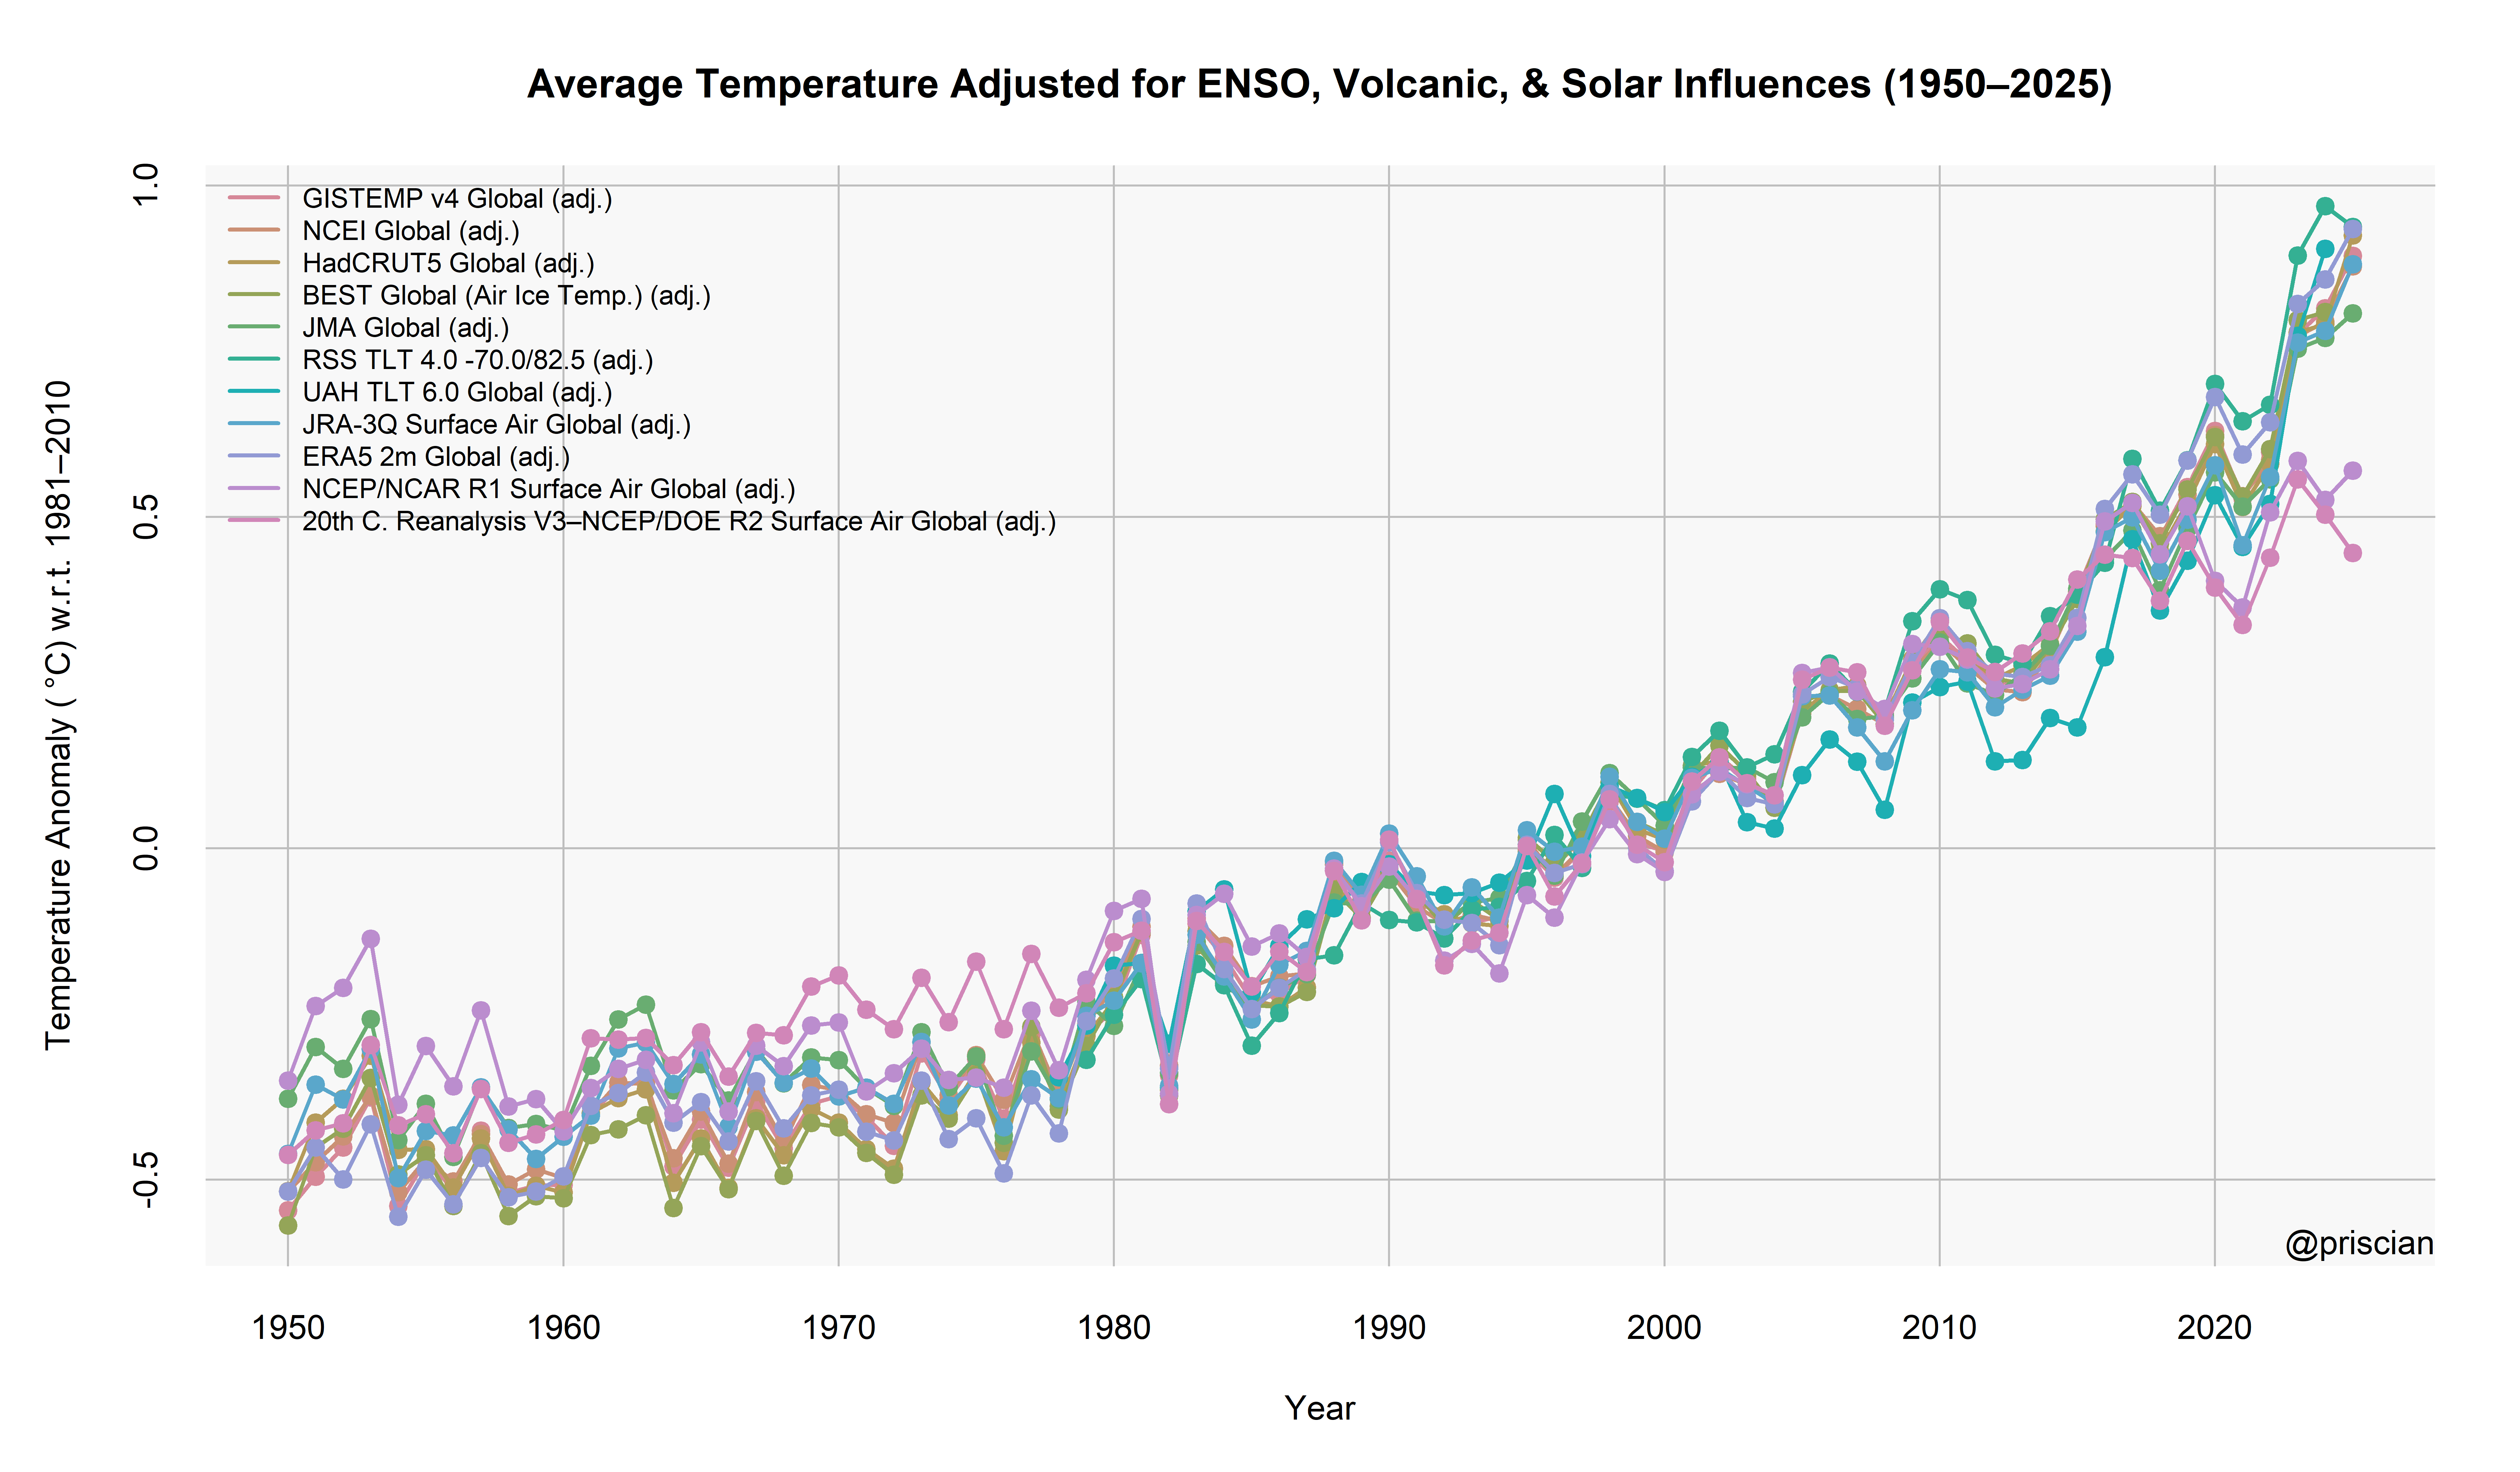 Average Temperature Adjusted for ENSO, Volcanic, & Solar Influences (1950–2025)
Temperature Anomaly ( °C) w.r.t. 1981–2010
1.0
0.5
0.0
-0.5
GISTEMP v4 Global (adj.)
NCEI Global (adj.)
HadCRUT5 Global (adj.)
BEST Global (Air Ice Temp.) (adj.)
JMA Global (adj.)
RSS TLT 4.0 -70.0/82.5 (adj.)
UAH TLT 6.0 Global (adj.)
JRA-3Q Surface Air Global (adj.)
ERA5 2m Global (adj.)
NCEP/NCAR R1 Surface Air Global (adj.)
20th C. Reanalysis V3–NCEP/DOE R2 Surface Air Global (adj.)
@priscian
1950 1960 1970 1980 1990 2000 2010 2020
Year